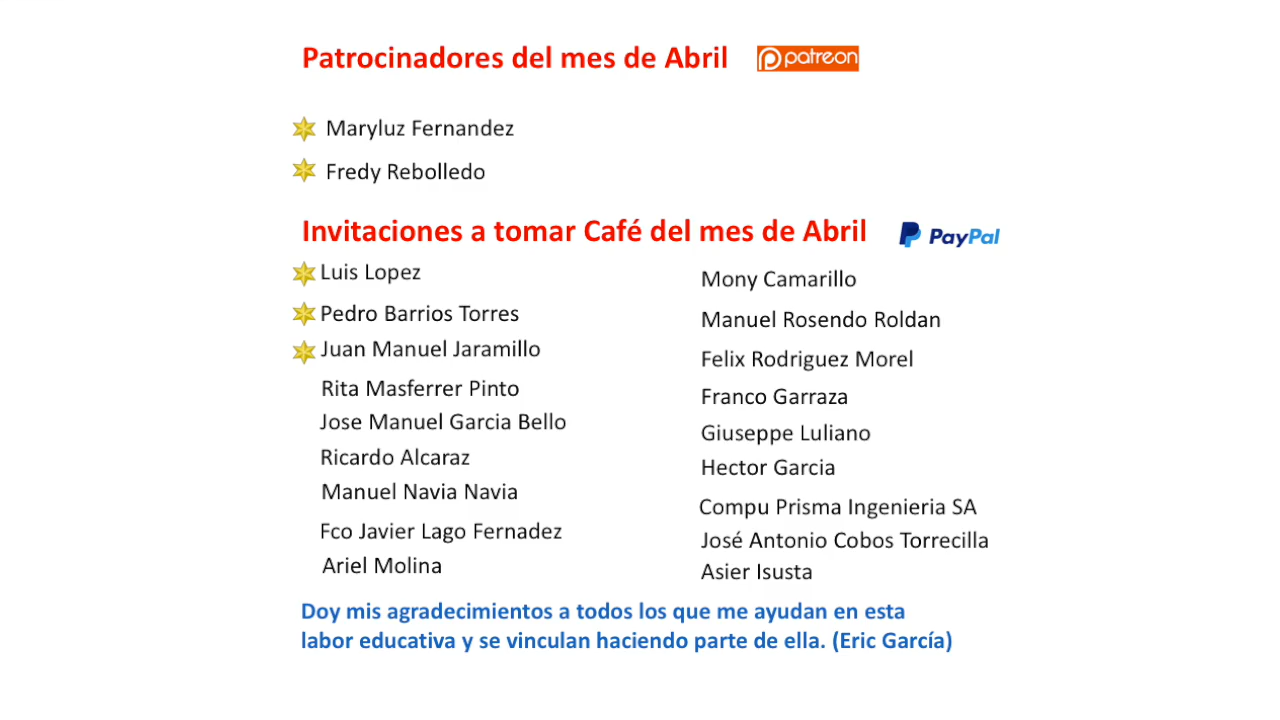 Patrocinadores del mes de Abril patreon
Maryluz Fernandez
Fredy Rebolledo
Invitaciones a tomar Café del mes de Abril PayPal
Luis Lopez
Pedro Barrios Torres
Juan Manuel Jaramillo
Rita Masferrer Pinto
Jose Manuel Garcia Bello
Ricardo Alcaraz
Manuel Navia Navia
Fco Javier Lago Fernadez
Ariel Molina
Mony Camarillo
Manuel Rosendo Roldan
Felix Rodriguez Morel
Franco Garraza
Giuseppe Luliano
Hector Garcia
Compu Prisma Ingenieria SA
José Antonio Cobos Torrecilla
Asier Isusta
Doy mis agradecimientos a todos los que me ayudan en esta
labor educativa y se vinculan haciendo parte de ella. (Eric García)